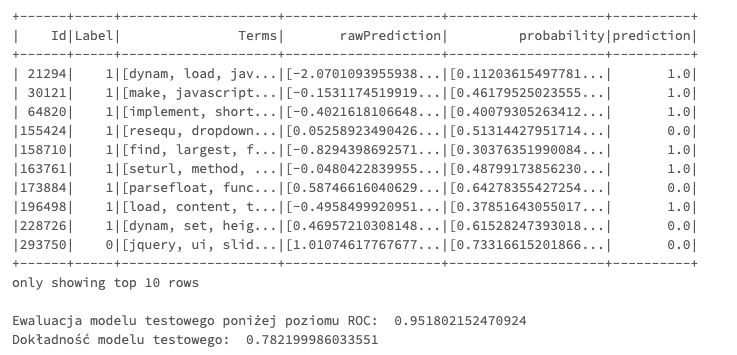 +------+-----+--------------------+--------------------+--------------------+----------+
|    Id|Label|               Terms|       rawPrediction|         probability|prediction|
+------+-----+--------------------+--------------------+--------------------+----------+
| 21294|    1|[dynam, load, jav...|[-2.0701093955938...|[0.11203615497781...|       1.0|
| 30121|    1|[make, javascript...|[-0.1531174519919...|[0.46179525023555...|       1.0|
| 64820|    1|[implement, short...|[-0.4021618106648...|[0.40079305263412...|       1.0|
|155424|    1|[resequ, dropdown...|[0.05258923490426...|[0.51314427951714...|       0.0|
|158710|    1|[find, largest, f...|[-0.8294398692571...|[0.30376351990084...|       1.0|
|163761|    1|[seturl, method, ...|[-0.0480422839955...|[0.48799173856230...|       1.0|
|173884|    1|[parsefloat, func...|[0.58746616040629...|[0.64278355427254...|       0.0|
|196498|    1|[load, content, t...|[-0.4958499920951...|[0.37851643055017...|       1.0|
|228726|    1|[dynam, set, heig...|[0.46957210308148...|[0.61528247393018...|       0.0|
|293750|    0|[jquery, ui, slid...|[1.01074617767677...|[0.73316615201866...|       0.0|
+------+-----+--------------------+--------------------+--------------------+----------+
only showing top 10 rows
Ewaluacja modelu testowego poniżej poziomu ROC:  0.951802152470924
Dokładność modelu testowego:  0.782199986033551